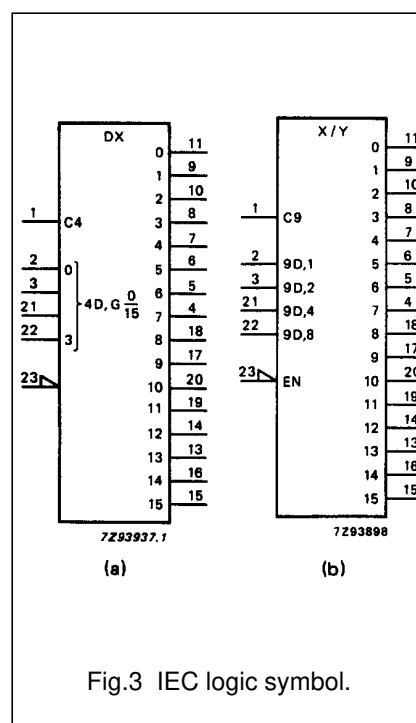 DX
1 C4
2 0
3
21
22 3
4D, G 0/15
23
0 11
1 9
2 10
3 8
4 7
5 6
6 5
7 4
8 18
9 17
10 20
11 19
12 14
13 13
14 16
15 15
7Z93937.1
(a)
X/Y
1 C9
2 9D,1
3 9D,2
21 9D,4
22 9D,8
23 EN
0 11
1 9
2 10
3 8
4 7
5 6
6 5
7 4
8 18
9 17
10 20
11 19
12 14
13 13
14 16
15 15
7Z93898
(b)
Fig.3 IEC logic symbol.